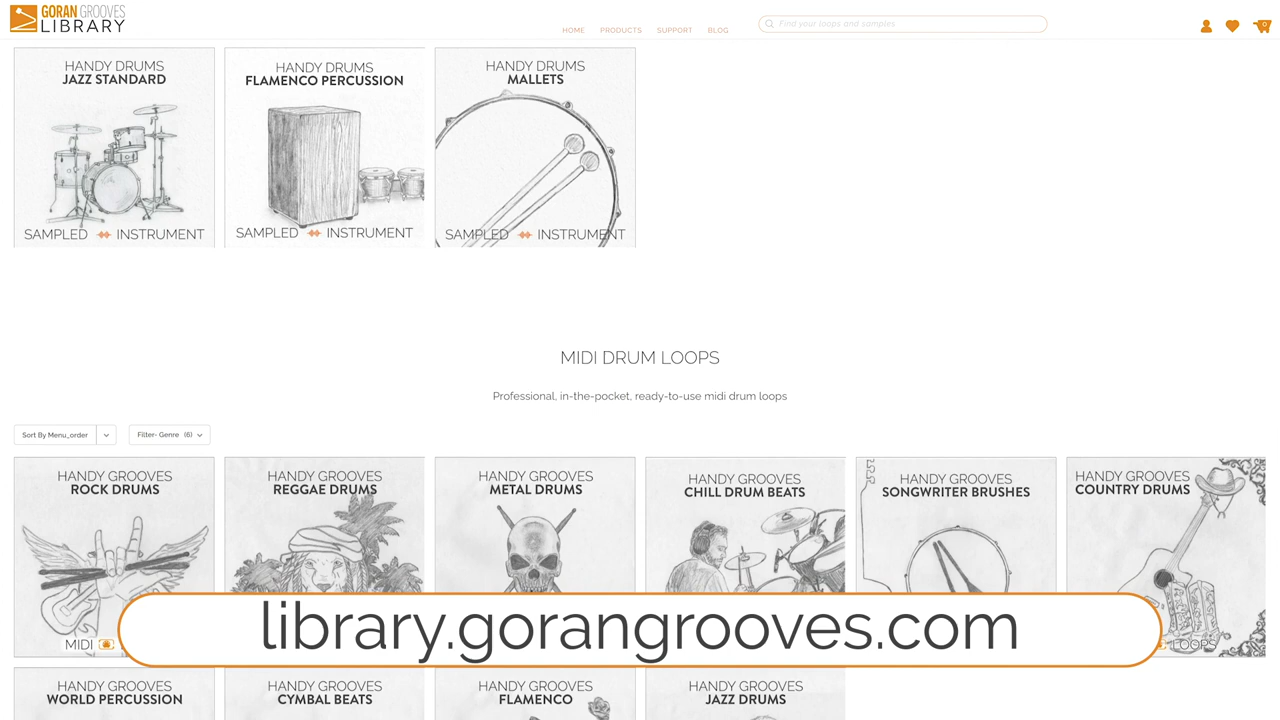 GORAN GROOVES
LIBRARY
HOME
PRODUCTS
SUPPORT
BLOG
Find your loops and samples
0
HANDY DRUMS
JAZZ STANDARD
SAMPLED INSTRUMENT
HANDY DRUMS
FLAMENCO PERCUSSION
SAMPLED INSTRUMENT
HANDY DRUMS
MALLETS
SAMPLED INSTRUMENT
MIDI DRUM LOOPS
Professional, in-the-pocket, ready-to-use midi drum loops
Sort By Menu_order
Filter- Genre (6)
HANDY GROOVES
ROCK DRUMS
MIDI
HANDY GROOVES
REGGAE DRUMS
HANDY GROOVES
METAL DRUMS
HANDY GROOVES
CHILL DRUM BEATS
HANDY GROOVES
SONGWRITER BRUSHES
HANDY GROOVES
COUNTRY DRUMS
LOOPS
library.gorangrooves.com
HANDY GROOVES
WORLD PERCUSSION
HANDY GROOVES
CYMBAL BEATS
HANDY GROOVES
FLAMENCO
HANDY GROOVES
JAZZ DRUMS